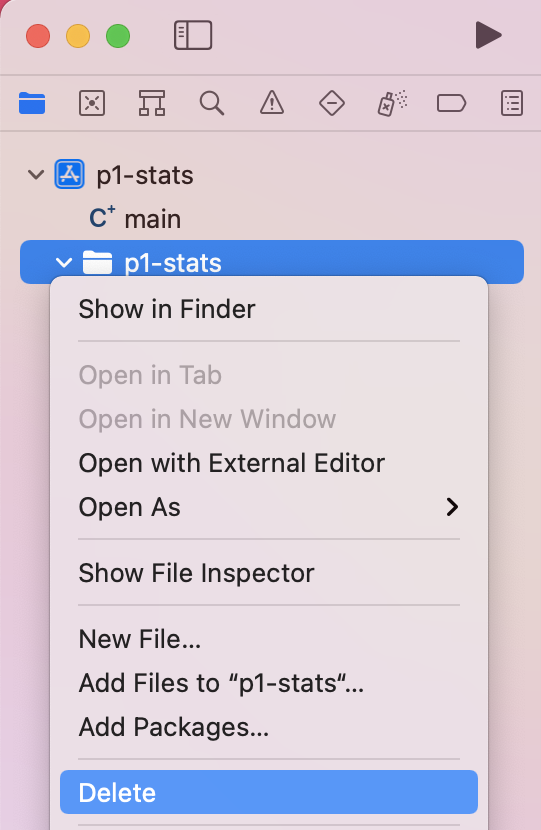 p1-stats
C+ main
p1-stats
Show in Finder
Open in Tab
Open in New Window
Open with External Editor
Open As
Show File Inspector
New File...
Add Files to “p1-stats“...
Add Packages...
Delete